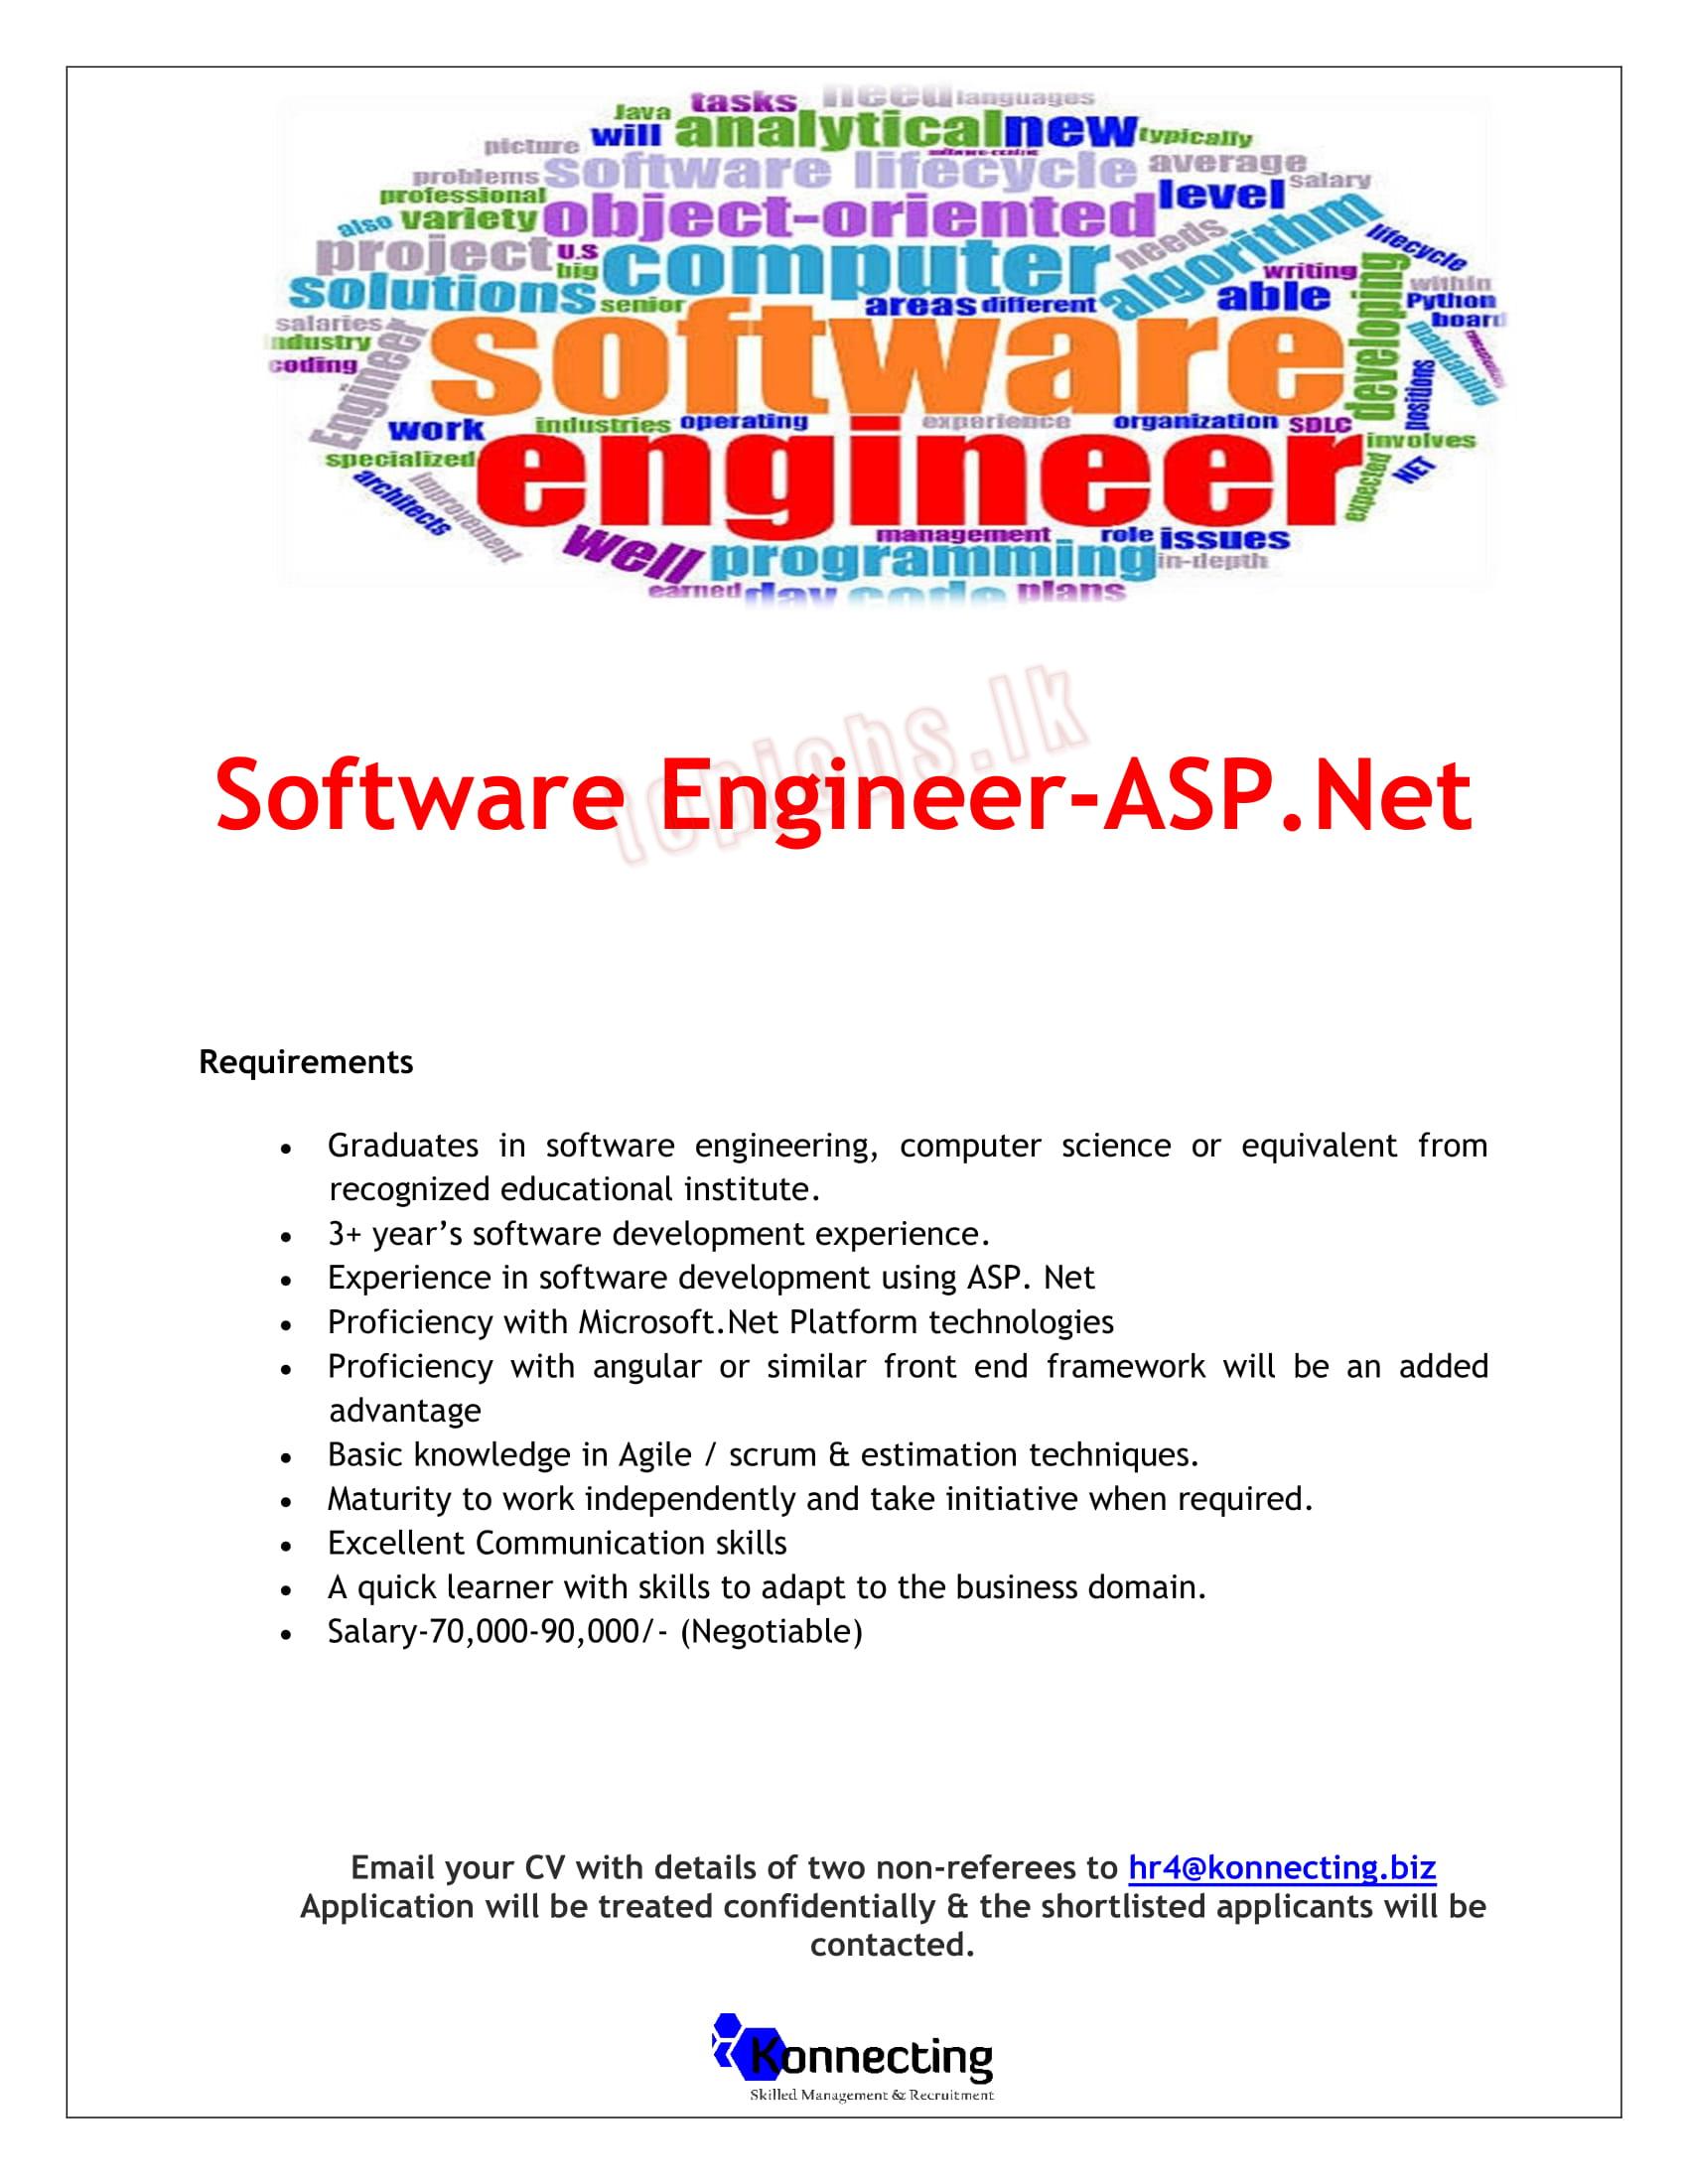 tasks need languages
Java will analytical new typically
picture software lifecycle average
problems salary
professional level
also variety object-oriented
project U.S computer needs algorithm lifecycle
big writing within
solutions senior areas different able developing Python
salaries software board
industry Engineer maintaining
coding positions
work industries operating experience organization SDLC
specialized engineer involves
architects improvement expected NET
well management role issues
programming in-depth
earned day code plans
topjobs.lk
Software Engineer-ASP.Net
Requirements
• Graduates in software engineering, computer science or equivalent from
recognized educational institute.
• 3+ year’s software development experience.
• Experience in software development using ASP. Net
• Proficiency with Microsoft.Net Platform technologies
• Proficiency with angular or similar front end framework will be an added
advantage
• Basic knowledge in Agile / scrum & estimation techniques.
• Maturity to work independently and take initiative when required.
• Excellent Communication skills
• A quick learner with skills to adapt to the business domain.
• Salary-70,000-90,000/- (Negotiable)
Email your CV with details of two non-referees to hr4@konnecting.biz
Application will be treated confidentially & the shortlisted applicants will be
contacted.
Konnecting
Skilled Management & Recruitment